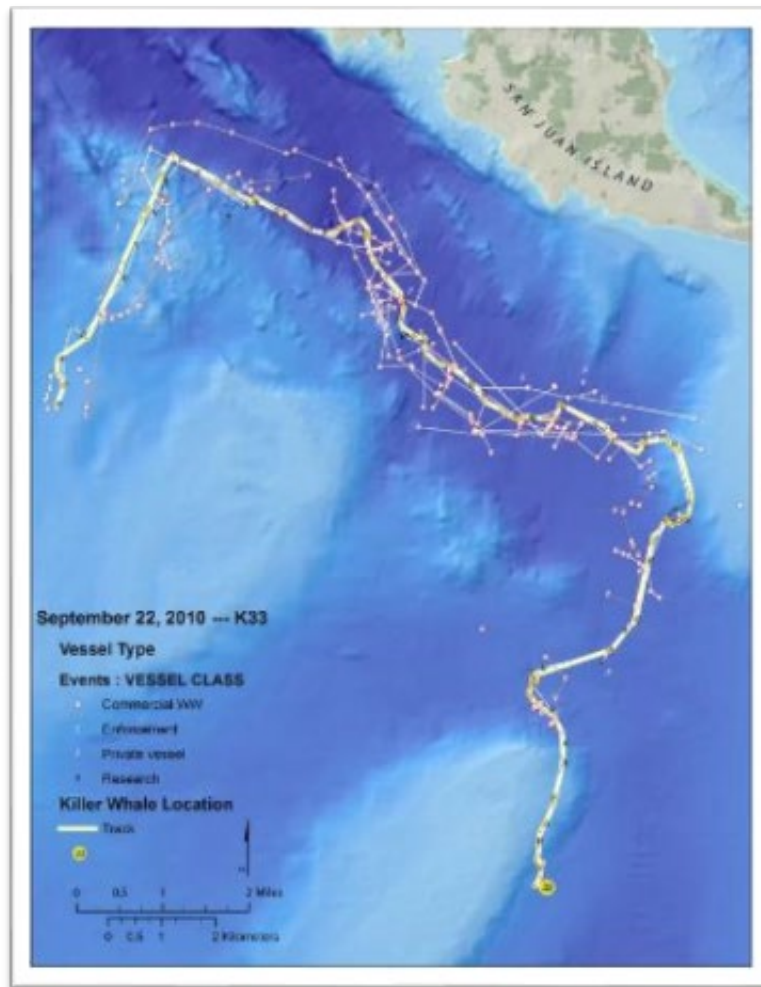 SAN JUAN ISLAND
September 22, 2010 --- K33
Vessel Type
Events : VESSEL CLASS
Commercial WW
Enforcement
Private vessel
Research
Killer Whale Location
Track
0 0.5 1 2 Miles
0 0.5 1 2 Kilometers